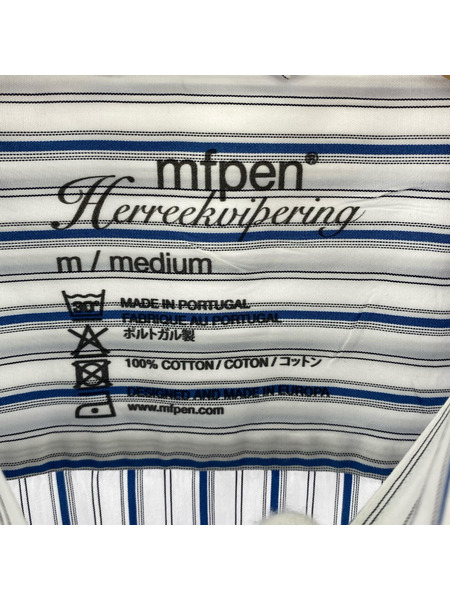 mfpen®
Herreekvipering
m / medium
30°
MADE IN PORTUGAL
FABRIQUE AU PORTUGAL
ポルトガル製
100% COTTON / COTON / コットン
DESIGNED AND MADE IN EUROPA
www.mfpen.com